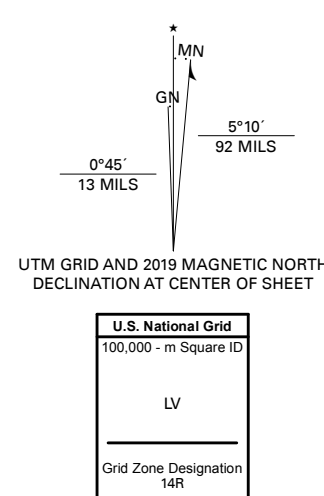 ★
MN
GN
5°10´
92 MILS
0°45´
13 MILS
UTM GRID AND 2019 MAGNETIC NORTH
DECLINATION AT CENTER OF SHEET
U.S. National Grid
100,000 - m Square ID
LV
Grid Zone Designation
14R